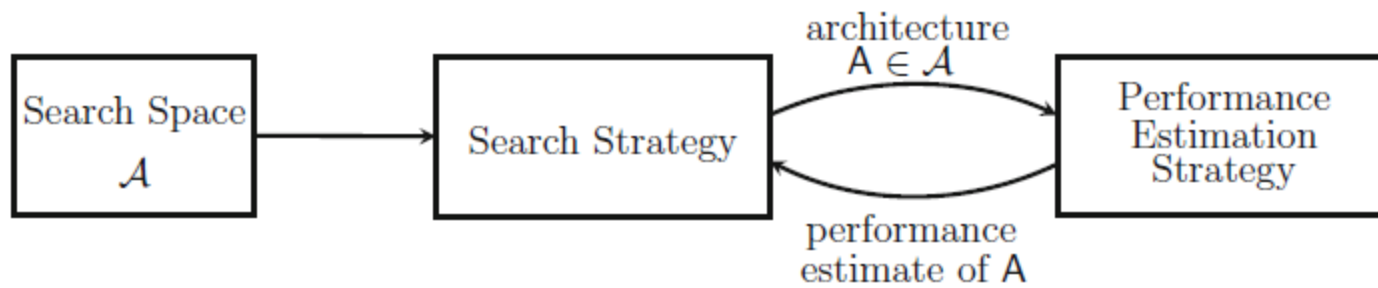 Search Space
𝒜
Search Strategy
architecture
A ∈ 𝒜
Performance
Estimation
Strategy
performance
estimate of A